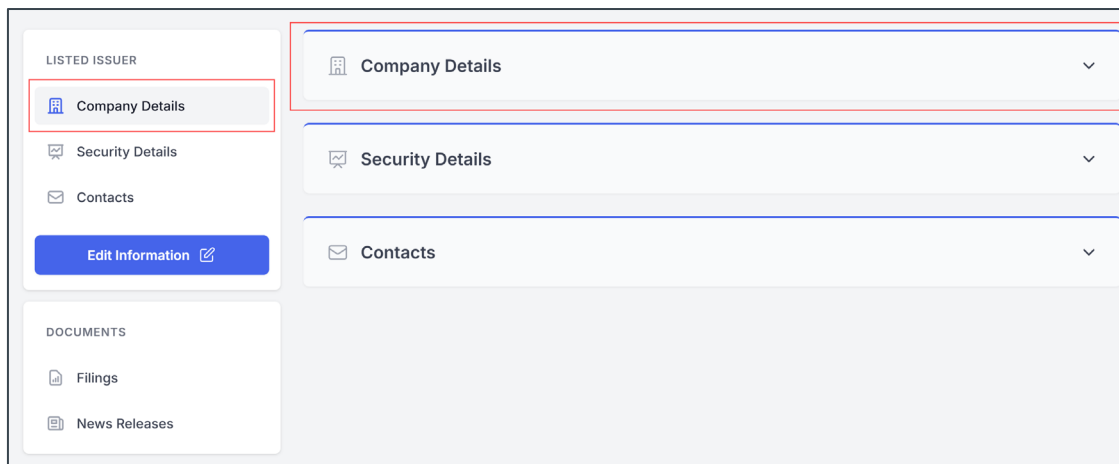 LISTED ISSUER
Company Details
Security Details
Contacts
Edit Information
DOCUMENTS
Filings
News Releases
Company Details
Security Details
Contacts